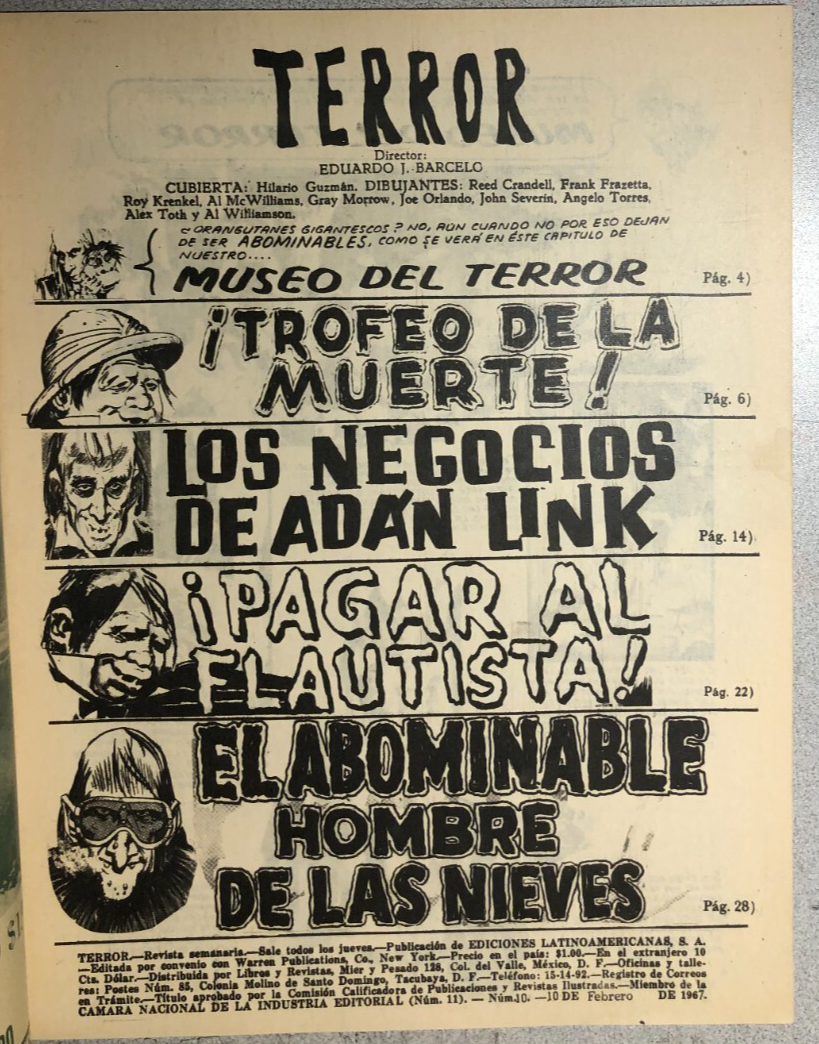 TERROR
Director:
EDUARDO J. BARCELO
CUBIERTA: Hilario Guzmán. DIBUJANTES: Reed Crandell, Frank Frazetta,
Roy Krenkel, Al McWilliams, Gray Morrow, Joe Orlando, John Severin, Angelo Torres,
Alex Toth y Al Williamson.
¿ORANGUTANES GIGANTESCOS? NO, AÚN CUANDO NO POR ESO DEJAN
DE SER ABOMINABLES, COMO SE VERÁ EN ÉSTE CAPITULO DE
NUESTRO....
MUSEO DEL TERROR Pág. 4)
¡TROFEO DE LA
MUERTE! Pág. 6)
LOS NEGOCIOS
DE ADÁN LINK Pág. 14)
¡PAGAR AL
FLAUTISTA! Pág. 22)
EL ABOMINABLE
HOMBRE
DE LAS NIEVES Pág. 28)
TERROR.—Revista semanaria.—Sale todos los jueves.—Publicación de EDICIONES LATINOAMERICANAS, S. A.
—Editada por convenio con Warren Publications, Co., New York.—Precio en el país: $1.00.—En el extranjero 10
Cts. Dólar.—Distribuida por Libros y Revistas, Mier y Pesado 128, Col. del Valle, México, D. F.—Oficinas y talle-
res: Postes Núm. 85, Colonia Molino de Santo Domingo, Tacubaya, D. F.—Teléfono: 15-14-92.—Registro de Correos
en Trámite.—Título aprobado por la Comisión Calificadora de Publicaciones y Revistas Ilustradas.—Miembro de la
CAMARA NACIONAL DE LA INDUSTRIA EDITORIAL (Núm. 11). — Núm.10. —10 DE Febrero DE 1967.